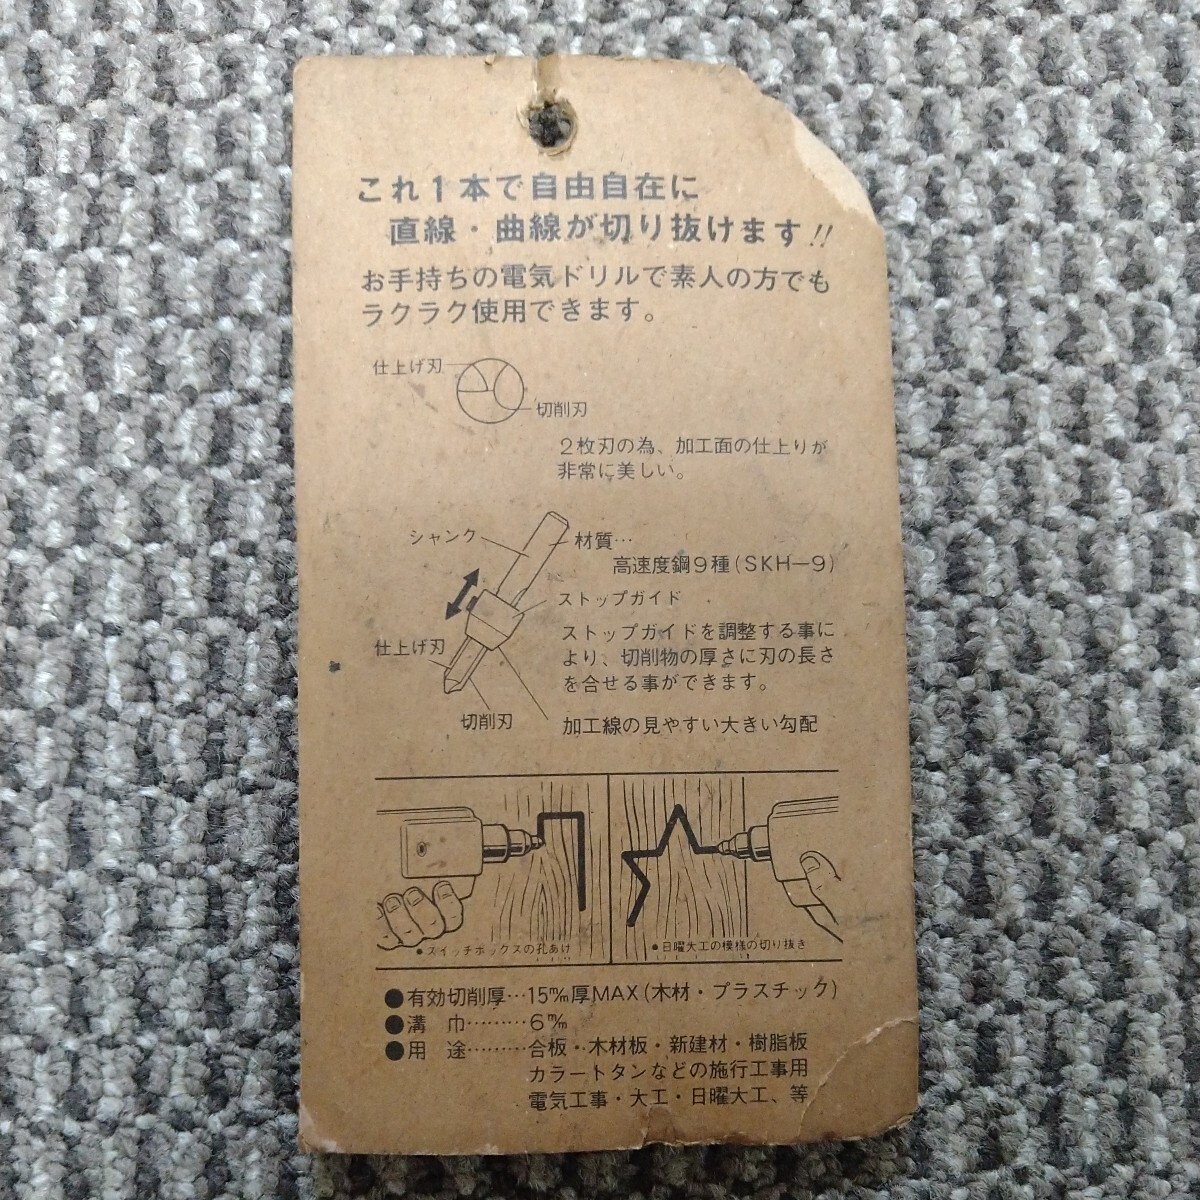 これ1本で自由自在に
直線・曲線が切り抜けます!!
お手持ちの電気ドリルで素人の方でも
ラクラク使用できます。
仕上げ刃
切削刃
2枚刃の為、加工面の仕上りが
非常に美しい。
シャンク
材質…
高速度鋼9種(SKH-9)
ストップガイド
ストップガイドを調整する事に
より、切削物の厚さに刃の長さ
を合せる事ができます。
仕上げ刃
切削刃
加工線の見やすい大きい勾配
●スイッチボックスの孔あけ
●日曜大工の模様の切り抜き
●有効切削厚…15m/m厚MAX(木材・プラスチック)
●溝 巾………6m/m
●用 途………合板・木材板・新建材・樹脂板
カラートタンなどの施行工事用
電気工事・大工・日曜大工、等